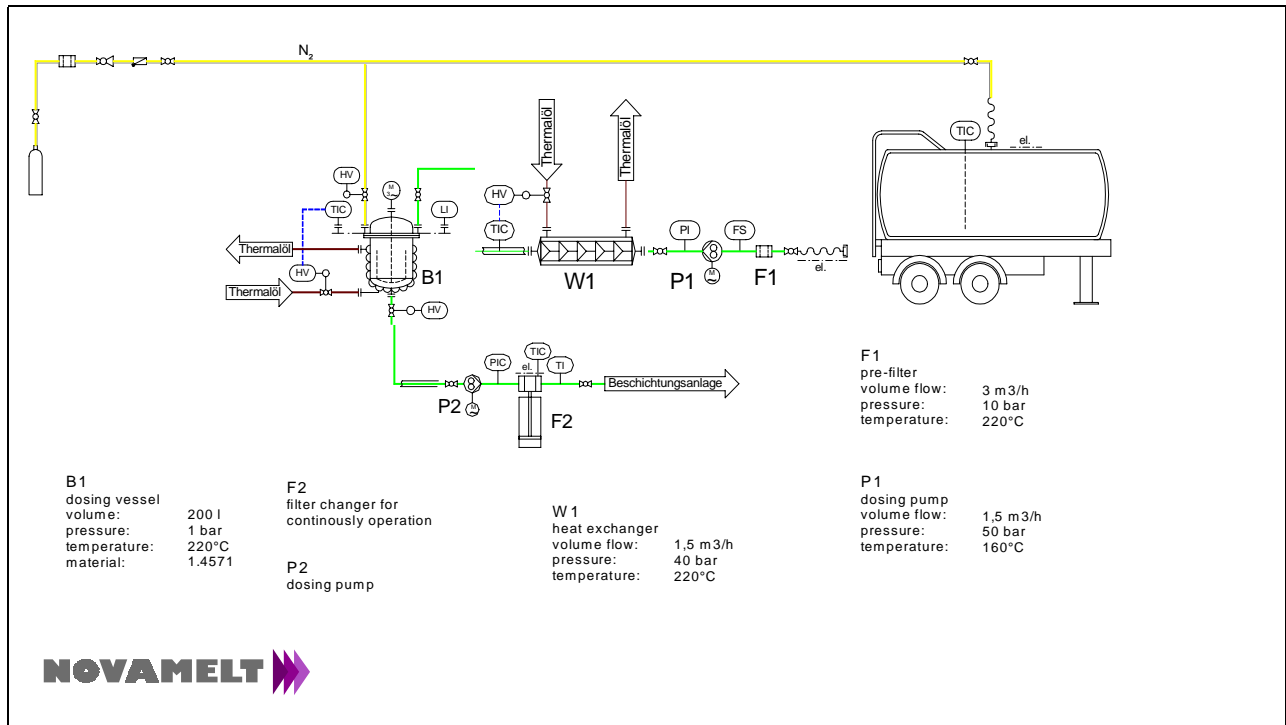 N2
HV
M
3
TIC
LI
Thermalöl
HV
Thermalöl
B1
HV
Thermalöl
Thermalöl
HV
TIC
W1
PI
FS
P1
M
F1
el.
TIC
el.
P2
M
PIC
el.
TIC
TI
F2
Beschichtungsanlage
F1
pre-filter
volume flow: 3 m3/h
pressure: 10 bar
temperature: 220°C
B1
dosing vessel
volume: 200 l
pressure: 1 bar
temperature: 220°C
material: 1.4571
F2
filter changer for
continously operation
P2
dosing pump
W1
heat exchanger
volume flow: 1,5 m3/h
pressure: 40 bar
temperature: 220°C
P1
dosing pump
volume flow: 1,5 m3/h
pressure: 50 bar
temperature: 160°C
NOVAMELT